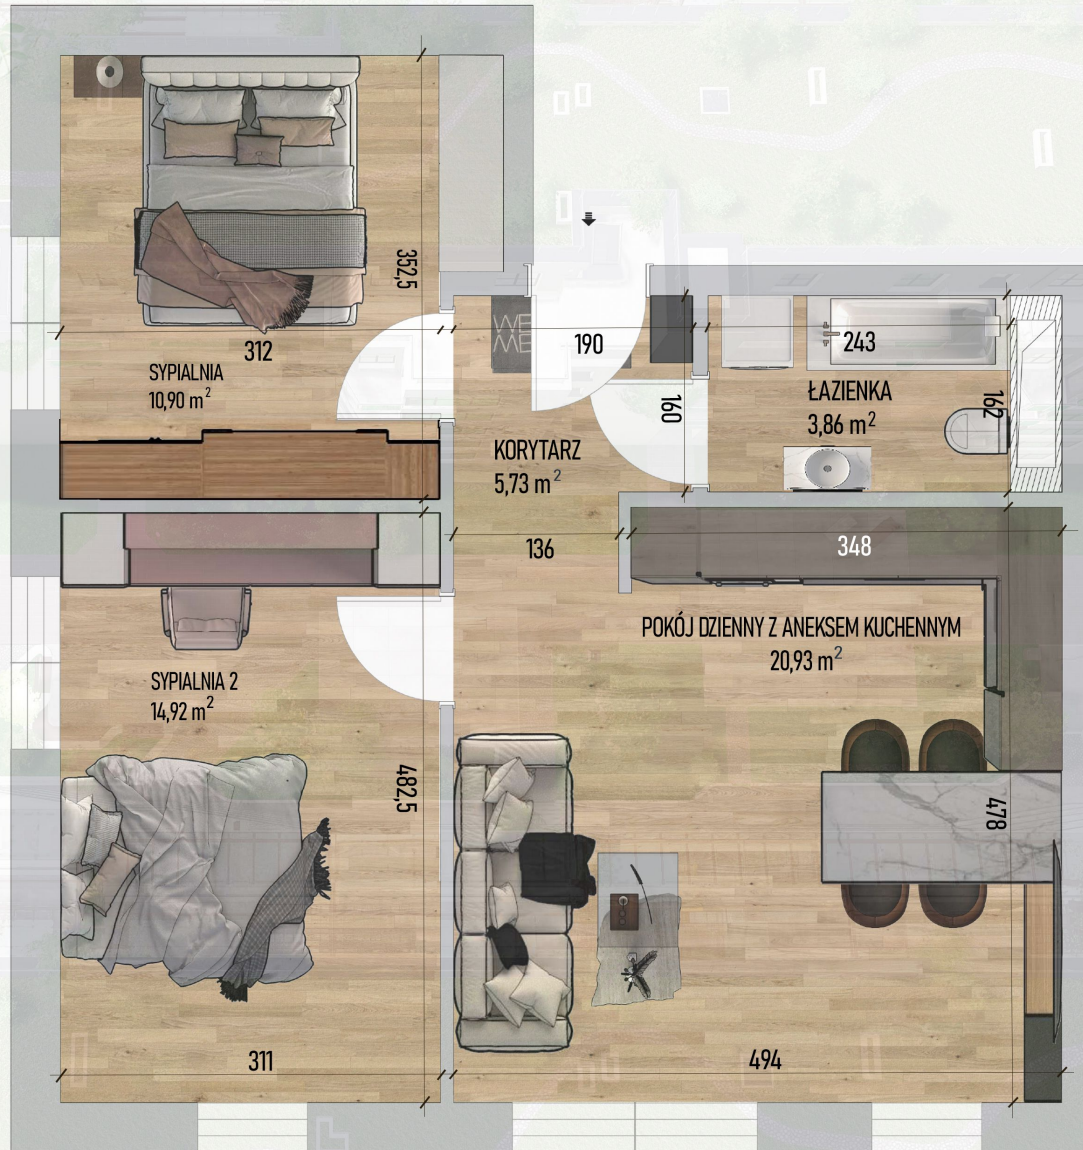 352,5
312
SYPIALNIA
10,90 m²
WE
ME
190
160
243
ŁAZIENKA
3,86 m²
162
KORYTARZ
5,73 m²
136
348
POKÓJ DZIENNY Z ANEKSEM KUCHENNYM
20,93 m²
SYPIALNIA 2
14,92 m²
482,5
478
311
494